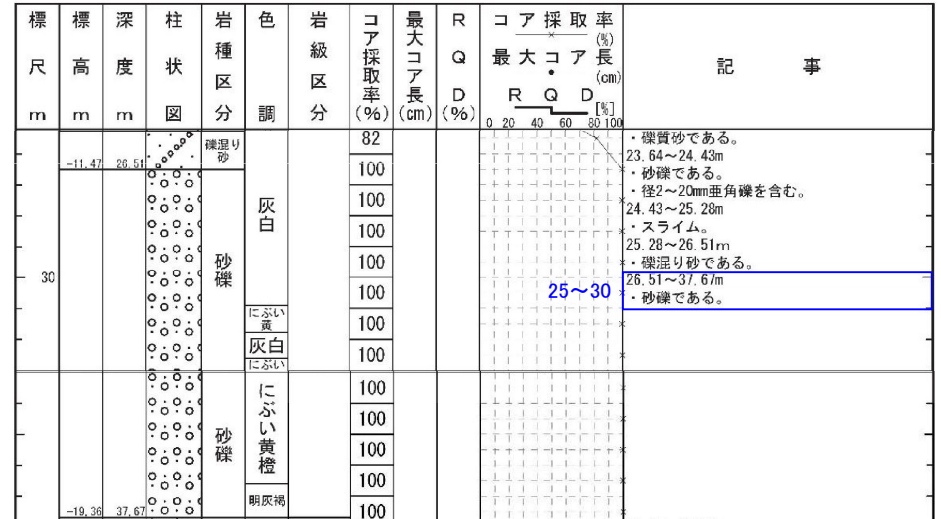 標尺m
標高m
深度m
柱状図
岩種区分
色調
岩級区分
コア採取率(%)
最大コア長(cm)
RQD(%)
コア採取率
(%)
最大コア長
(cm)
RQD
[%]
0 20 40 60 80 100
記事
-11.47 26.51
30
-19.36 37.67
礫混り
砂
砂礫
砂礫
灰白
にぶい
黄
灰白
にぶい
にぶい黄橙
明灰褐
82
100
100
100
100
100
100
100
100
100
100
100
100
・礫質砂である。
23.64～24.43m
・砂礫である。
・径2～20mm亜角礫を含む。
24.43～25.28m
・スライム。
25.28～26.51m
・礫混り砂である。
26.51～37.67m
・砂礫である。
25～30